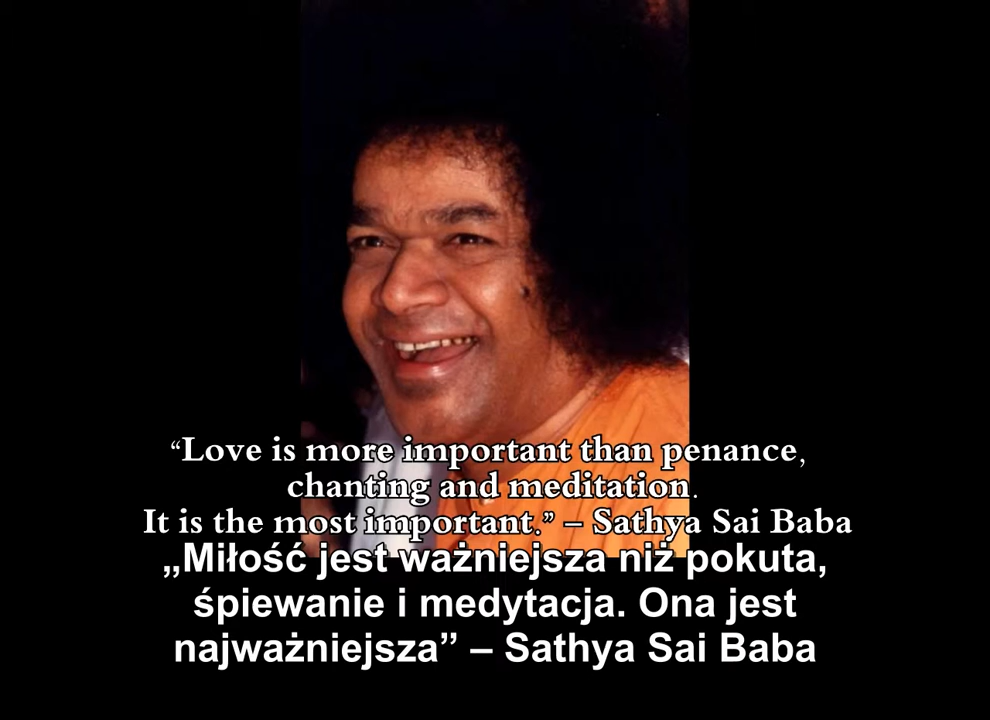 “Love is more important than penance,
chanting and meditation.
It is the most important.” – Sathya Sai Baba
„Miłość jest ważniejsza niż pokuta,
śpiewanie i medytacja. Ona jest
najważniejsza” – Sathya Sai Baba